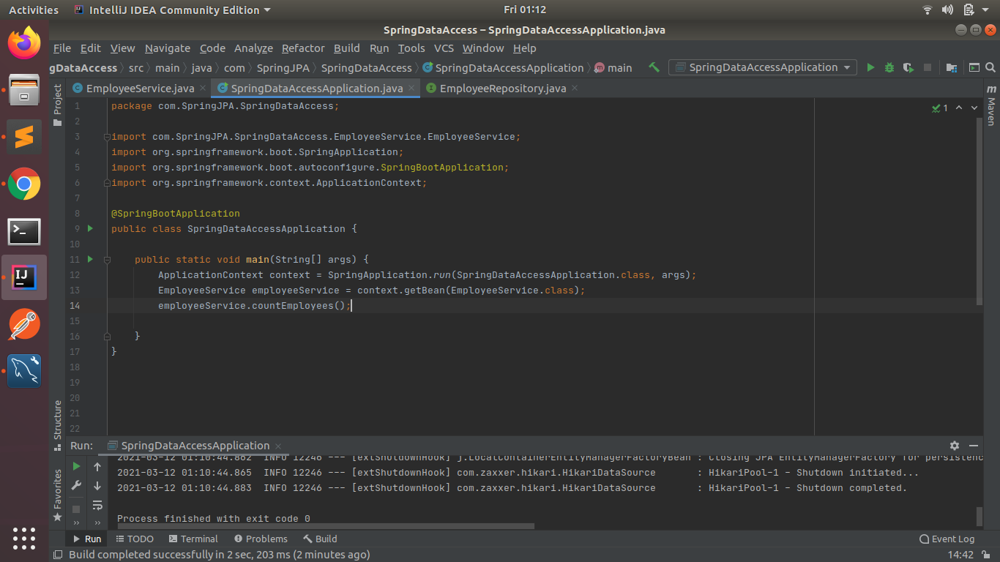 Activities IntelliJ IDEA Community Edition Fri 01:12
SpringDataAccess – SpringDataAccessApplication.java
File Edit View Navigate Code Analyze Refactor Build Run Tools VCS Window Help
gDataAccess src main java com SpringJPA SpringDataAccess SpringDataAccessApplication main SpringDataAccessApplication
EmployeeService.java SpringDataAccessApplication.java EmployeeRepository.java
Project
Structure
Favorites
m Maven
1 package com.SpringJPA.SpringDataAccess; 1
2
3 import com.SpringJPA.SpringDataAccess.EmployeeService.EmployeeService;
4 import org.springframework.boot.SpringApplication;
5 import org.springframework.boot.autoconfigure.SpringBootApplication;
6 import org.springframework.context.ApplicationContext;
7
8 @SpringBootApplication
9 public class SpringDataAccessApplication {
10
11 public static void main(String[] args) {
12 ApplicationContext context = SpringApplication.run(SpringDataAccessApplication.class, args);
13 EmployeeService employeeService = context.getBean(EmployeeService.class);
14 employeeService.countEmployees();
15
16 }
17 }
18
19
20
21
22
Run: SpringDataAccessApplication
2021-03-12 01:10:44.862 INFO 12246 --- [extShutdownHook] j.LocalContainerEntityManagerFactoryBean : Closing JPA EntityManagerFactory for persistenc
2021-03-12 01:10:44.865 INFO 12246 --- [extShutdownHook] com.zaxxer.hikari.HikariDataSource : HikariPool-1 - Shutdown initiated...
2021-03-12 01:10:44.883 INFO 12246 --- [extShutdownHook] com.zaxxer.hikari.HikariDataSource : HikariPool-1 - Shutdown completed.
Process finished with exit code 0
Run TODO Terminal Problems Build Event Log
Build completed successfully in 2 sec, 203 ms (2 minutes ago) 14:42